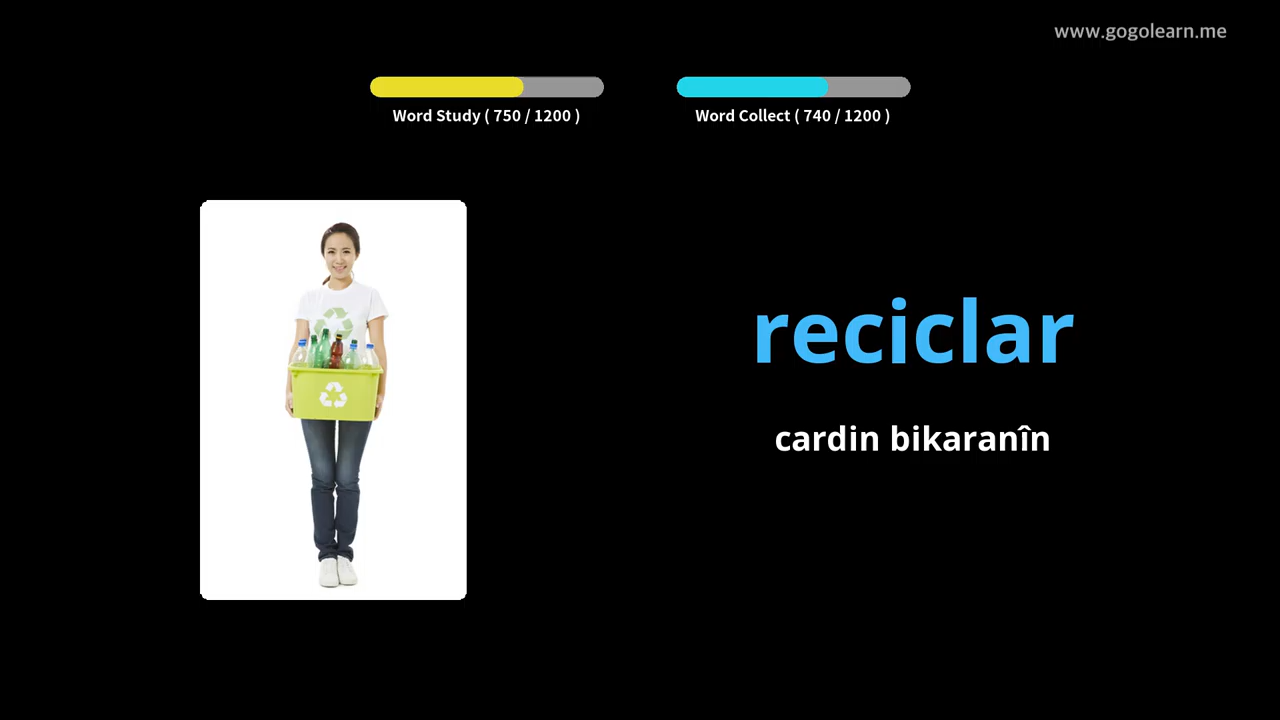 www.gogolearn.me
Word Study ( 750 / 1200 )
Word Collect ( 740 / 1200 )
reciclar
cardin bikaranîn